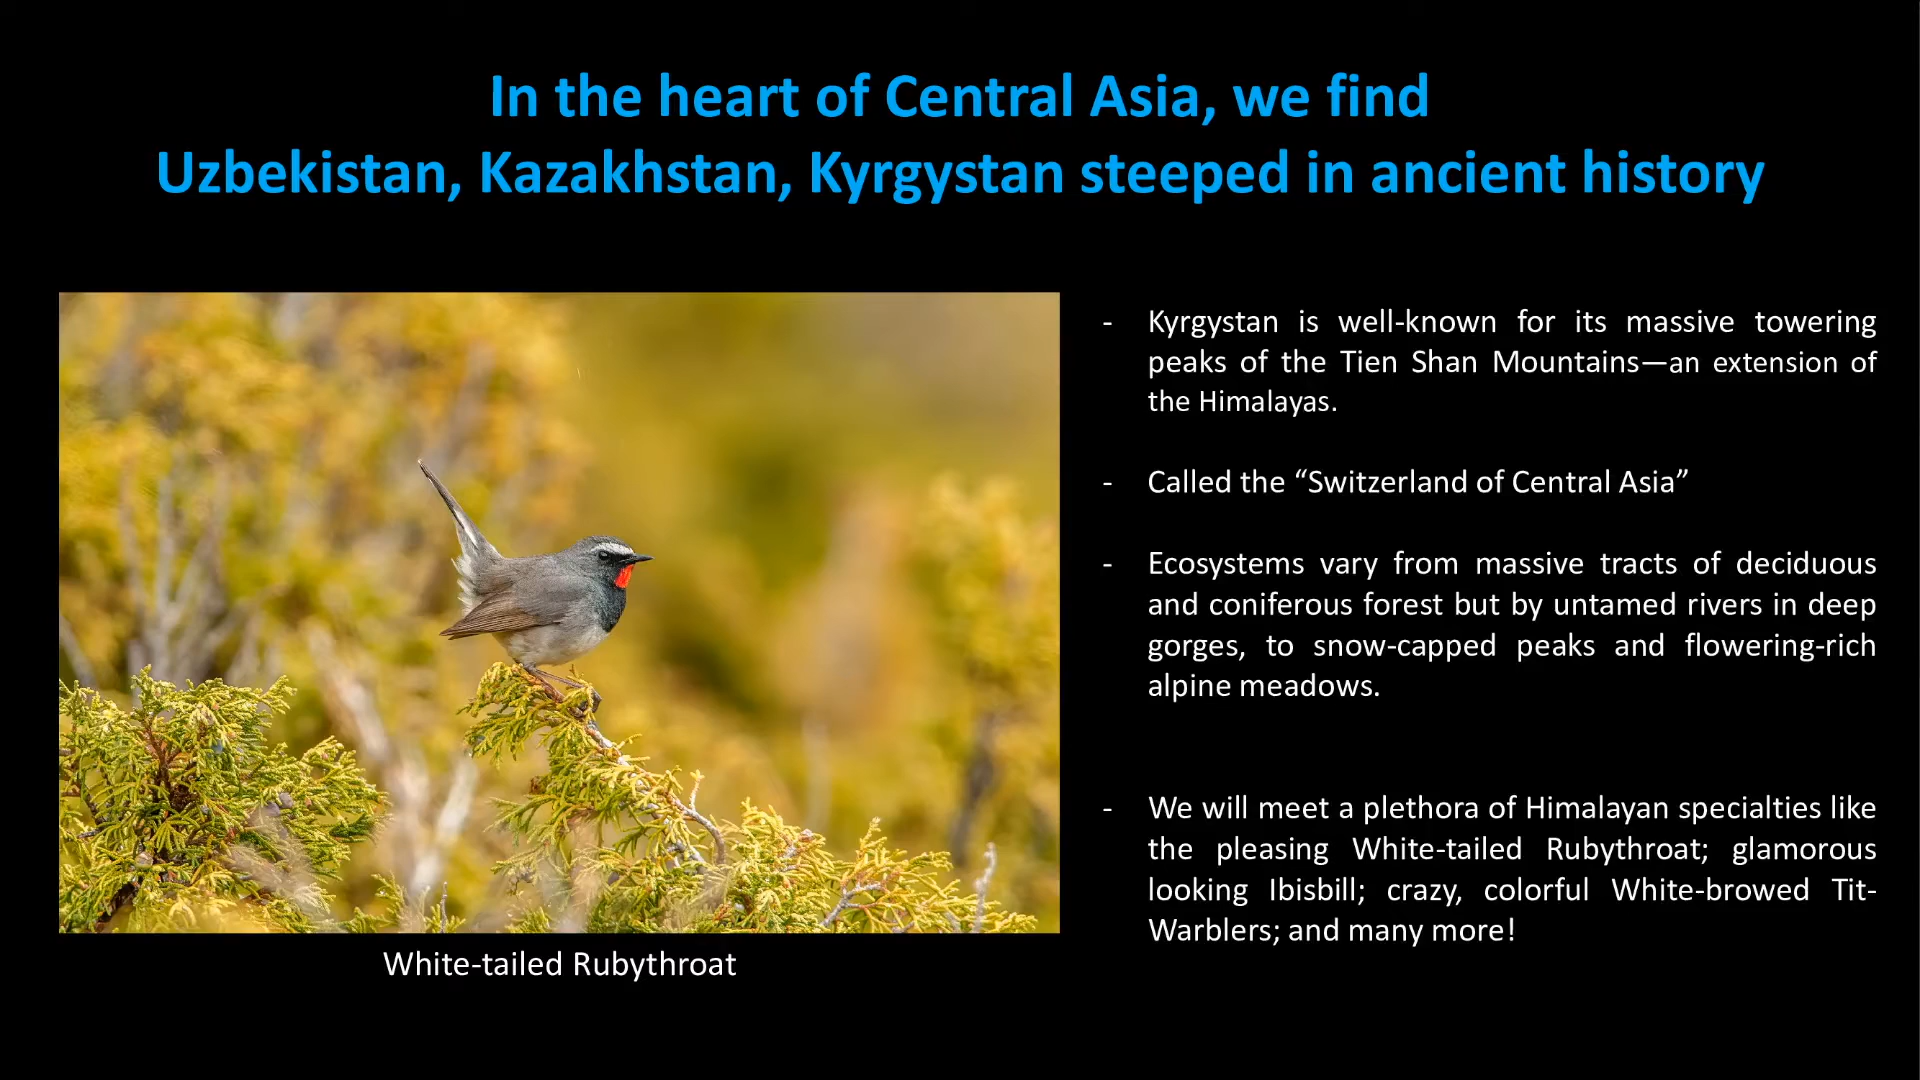 In the heart of Central Asia, we find
Uzbekistan, Kazakhstan, Kyrgystan steeped in ancient history
- Kyrgystan is well-known for its massive towering
peaks of the Tien Shan Mountains—an extension of
the Himalayas.
- Called the “Switzerland of Central Asia”
- Ecosystems vary from massive tracts of deciduous
and coniferous forest but by untamed rivers in deep
gorges, to snow-capped peaks and flowering-rich
alpine meadows.
- We will meet a plethora of Himalayan specialties like
the pleasing White-tailed Rubythroat; glamorous
looking Ibisbill; crazy, colorful White-browed Tit-
Warblers; and many more!
White-tailed Rubythroat